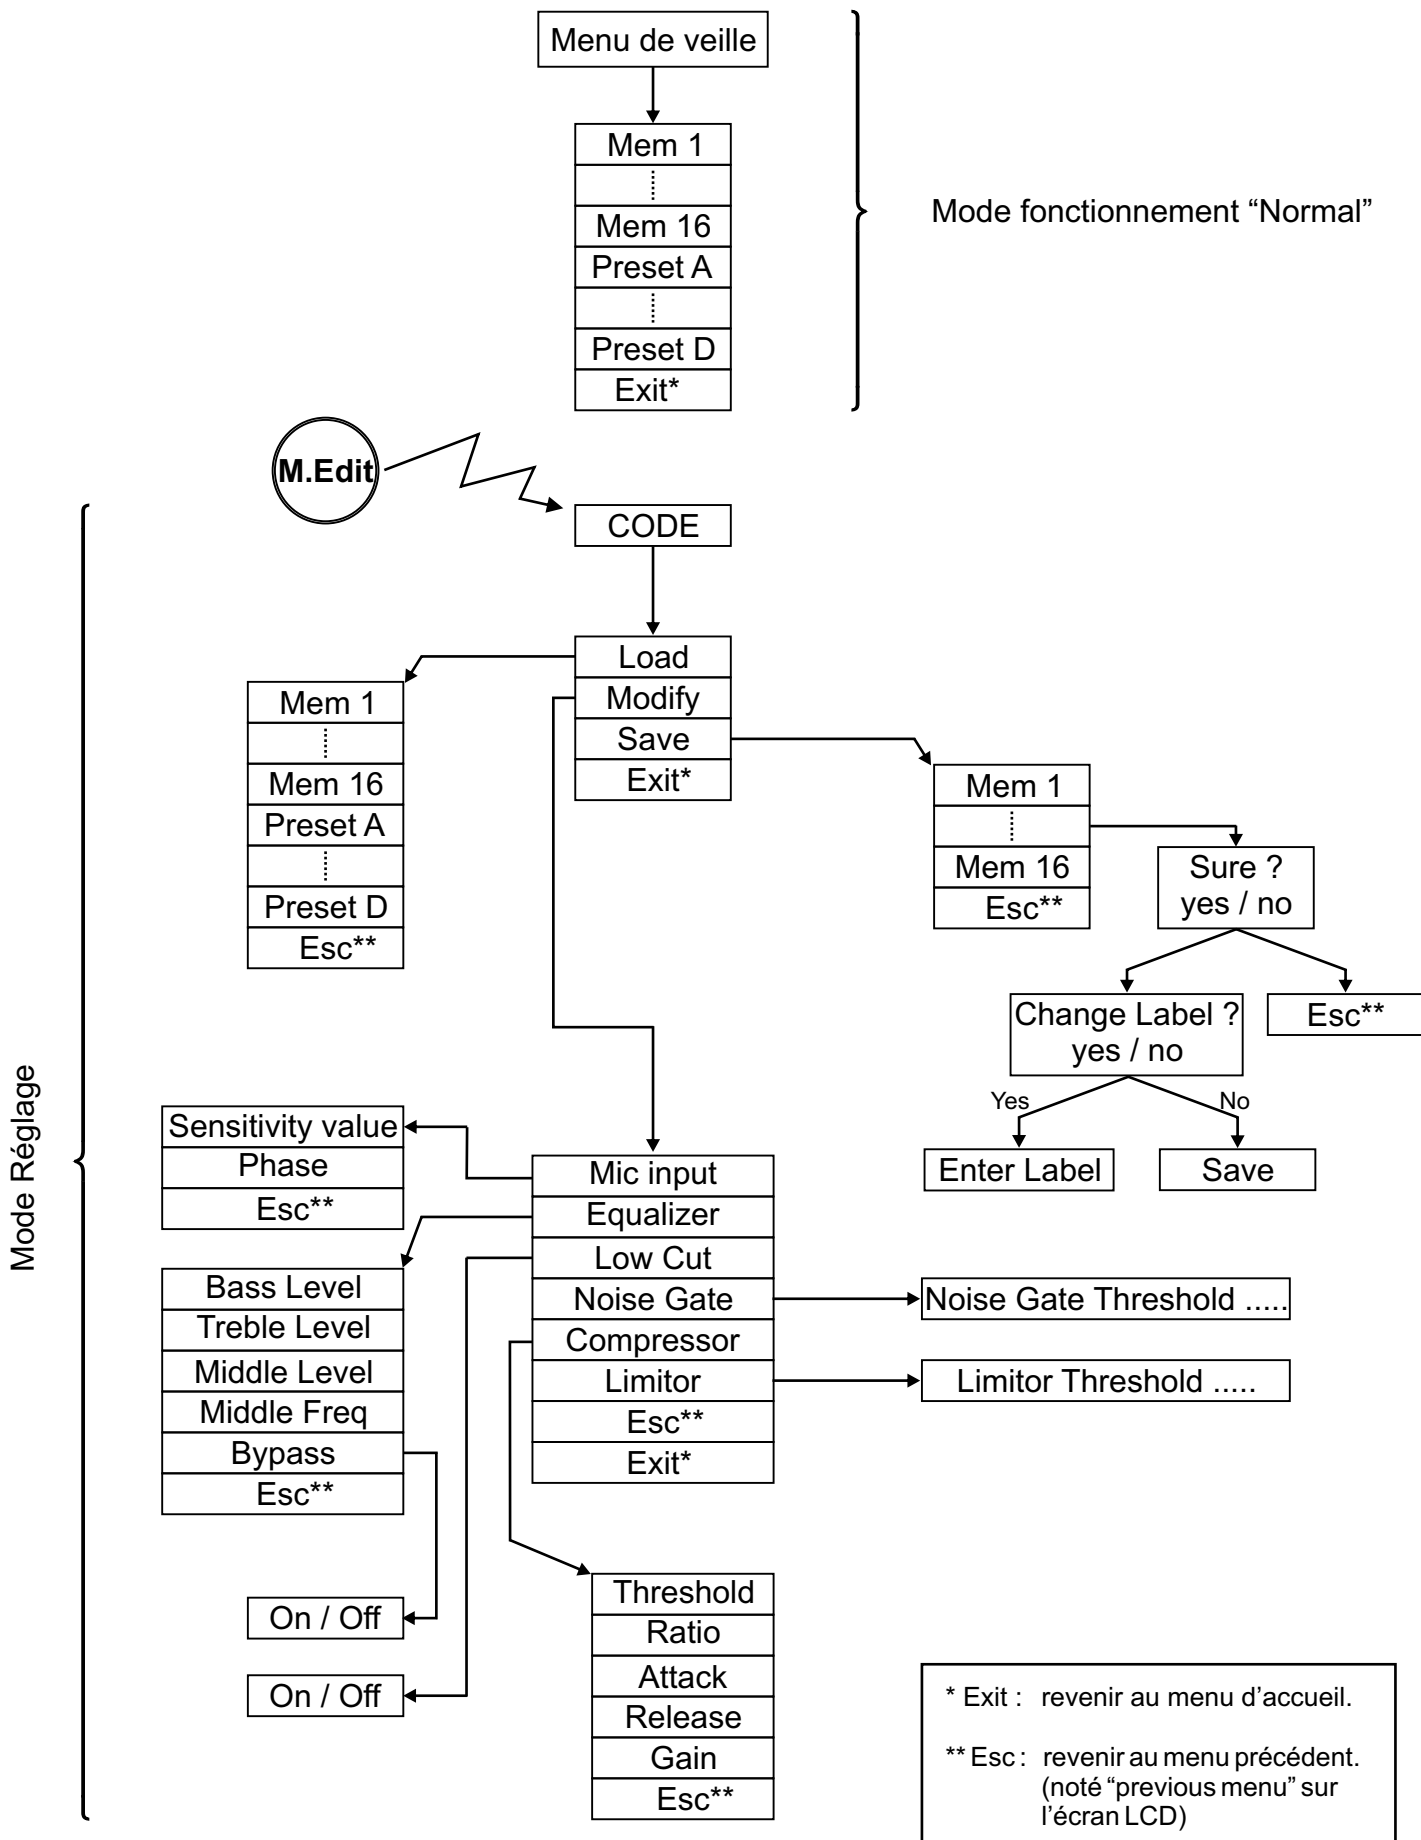 Menu de veille
Mem 1
Mem 16
Preset A
Preset D
Exit*
Mode fonctionnement “Normal”
M.Edit
CODE
Mode Réglage
Load
Modify
Save
Exit*
Mem 1
Mem 16
Preset A
Preset D
Esc**
Mem 1
Mem 16
Esc**
Sure ?
yes / no
Change Label ?
yes / no
Esc**
Yes
No
Enter Label
Save
Sensitivity value
Phase
Esc**
Mic input
Equalizer
Low Cut
Noise Gate
Compressor
Limitor
Esc**
Exit*
Bass Level
Treble Level
Middle Level
Middle Freq
Bypass
Esc**
Noise Gate Threshold .....
Limitor Threshold .....
On / Off
On / Off
Threshold
Ratio
Attack
Release
Gain
Esc**
* Exit : revenir au menu d’accueil.
** Esc : revenir au menu précédent.
(noté “previous menu” sur
l’écran LCD)